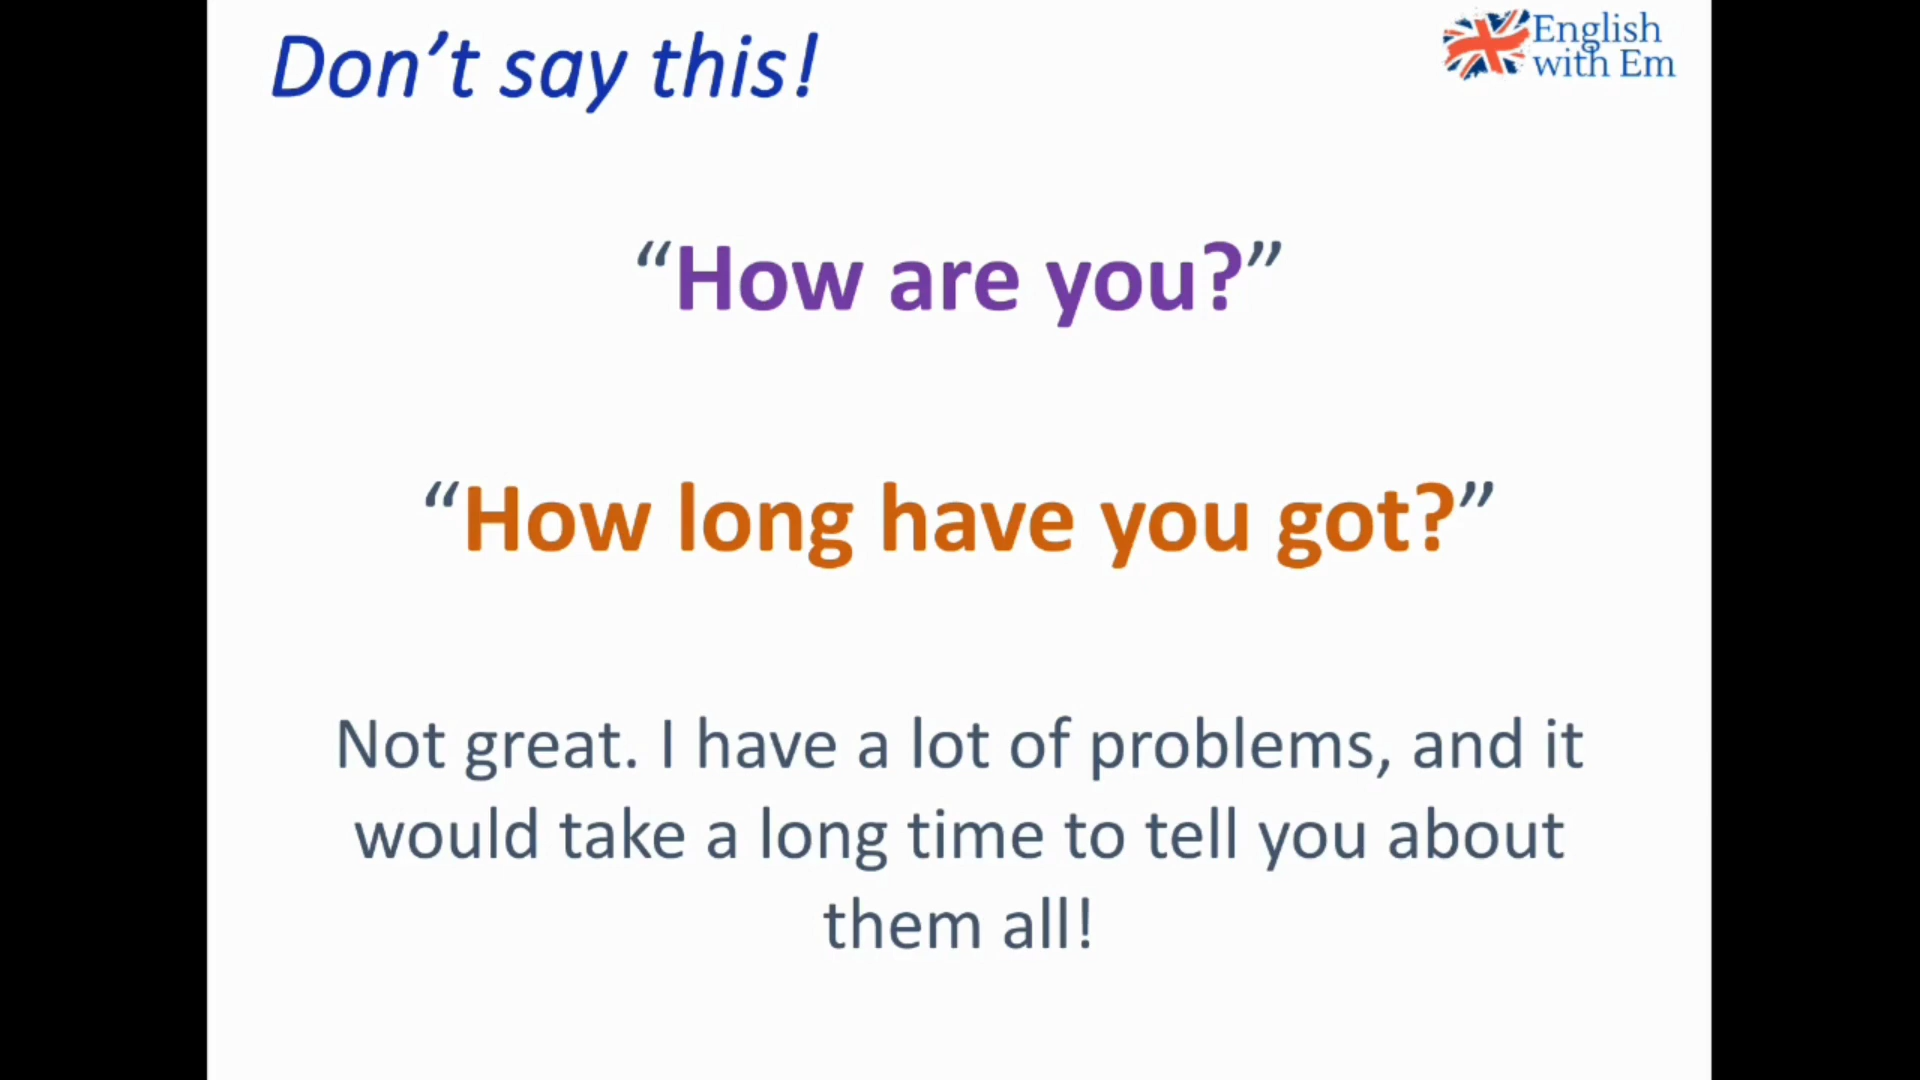 Don’t say this!
English
with Em
“How are you?”
“How long have you got?”
Not great. I have a lot of problems, and it
would take a long time to tell you about
them all!